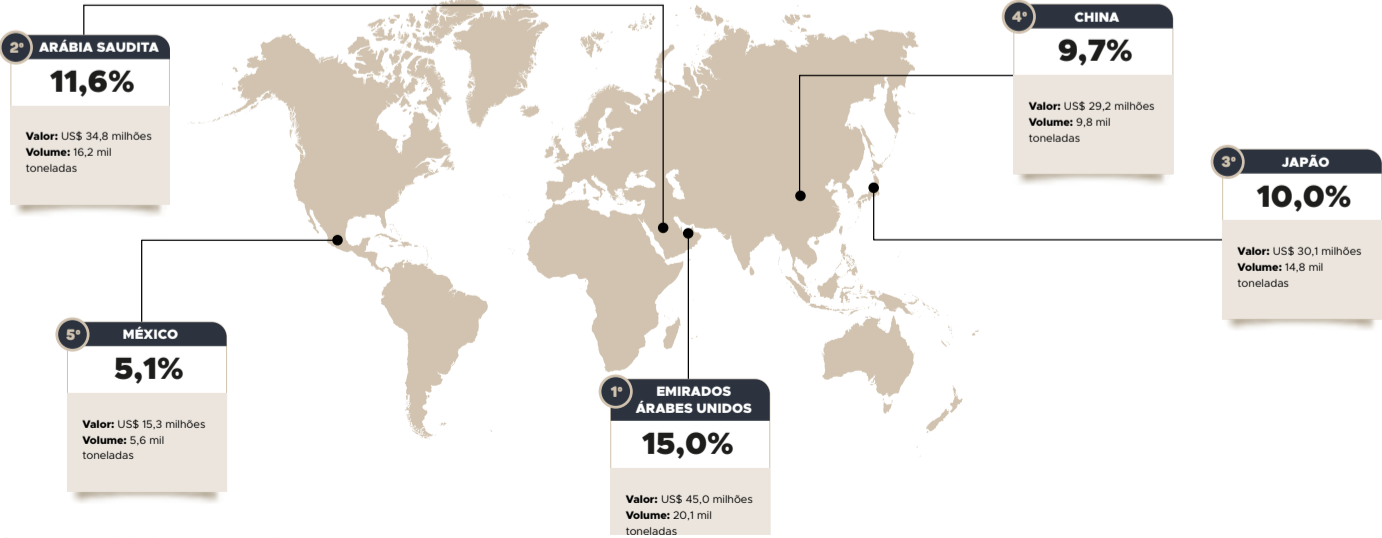 2º ARÁBIA SAUDITA
11,6%
Valor: US$ 34,8 milhões
Volume: 16,2 mil
toneladas
4º CHINA
9,7%
Valor: US$ 29,2 milhões
Volume: 9,8 mil
toneladas
3º JAPÃO
10,0%
Valor: US$ 30,1 milhões
Volume: 14,8 mil
toneladas
5º MÉXICO
5,1%
Valor: US$ 15,3 milhões
Volume: 5,6 mil
toneladas
1º EMIRADOS
ÁRABES UNIDOS
15,0%
Valor: US$ 45,0 milhões
Volume: 20,1 mil
toneladas